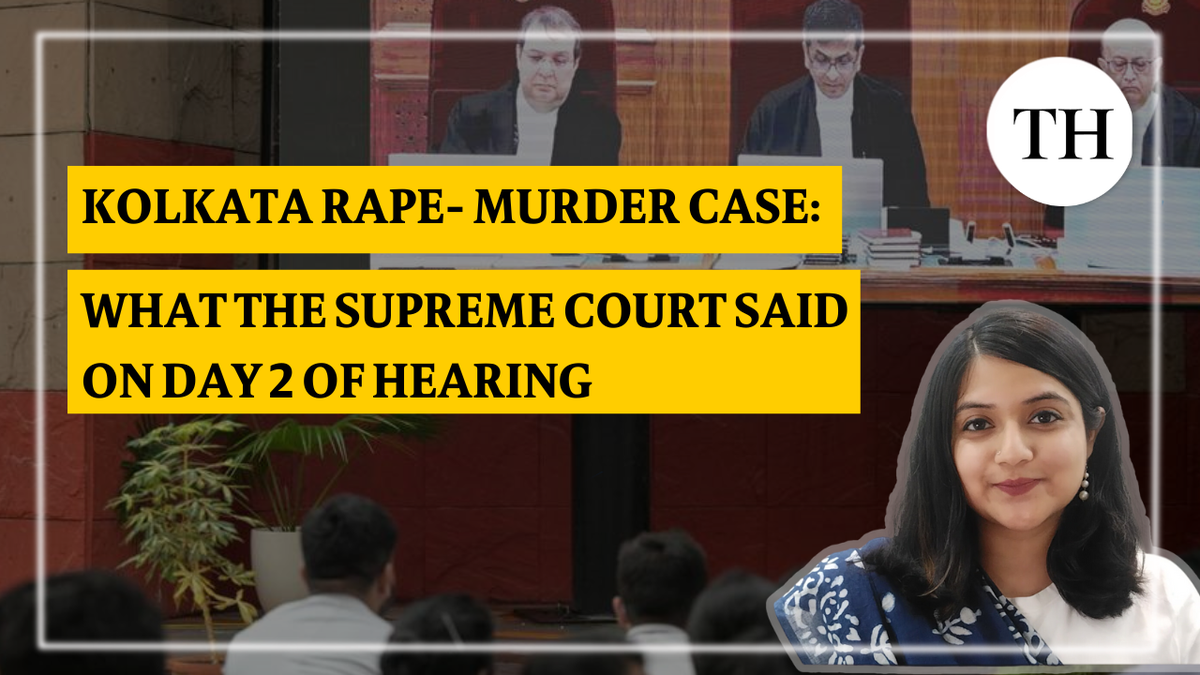 TH
KOLKATA RAPE- MURDER CASE:
WHAT THE SUPREME COURT SAID
ON DAY 2 OF HEARING